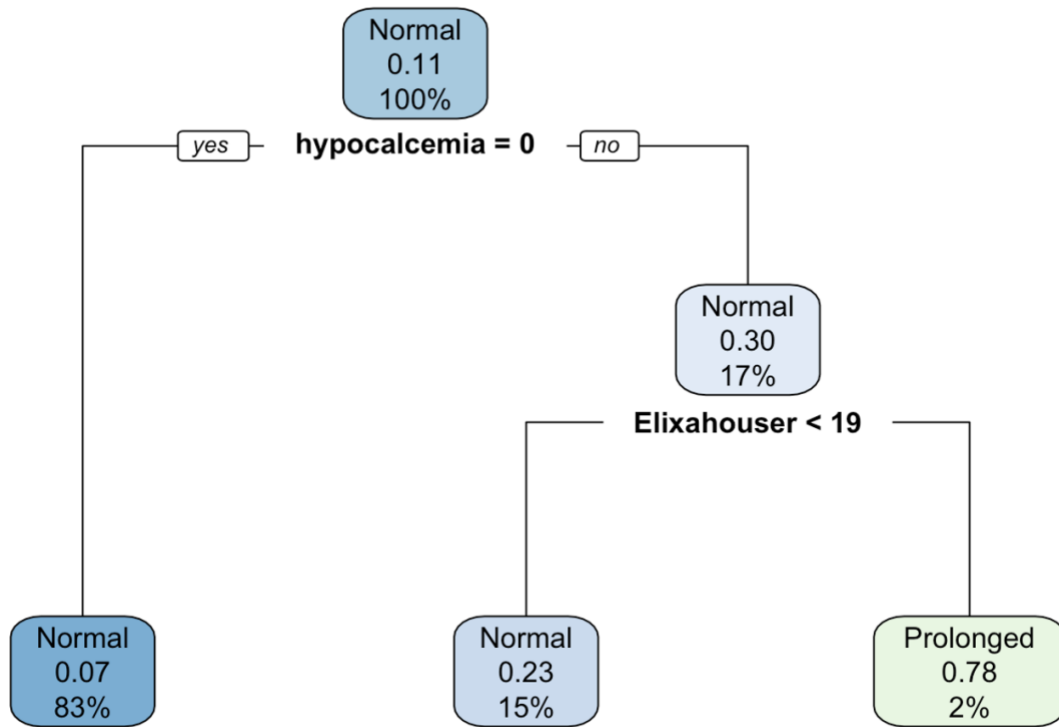 Normal
0.11
100%
yes hypocalcemia = 0 no
Normal
0.30
17%
Elixahouser < 19
Normal
0.07
83%
Normal
0.23
15%
Prolonged
0.78
2%